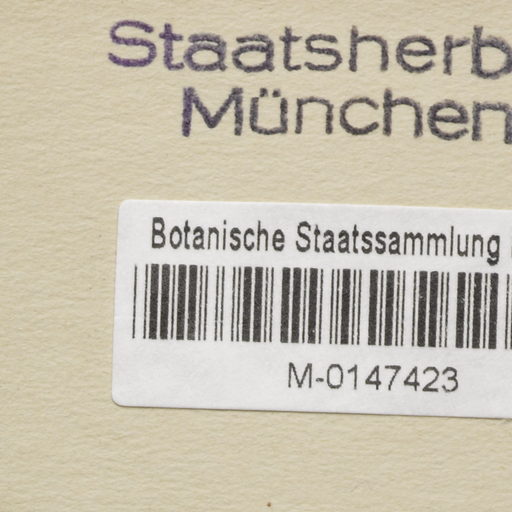 Staatsherb
München
Botanische Staatssammlung
M-0147423